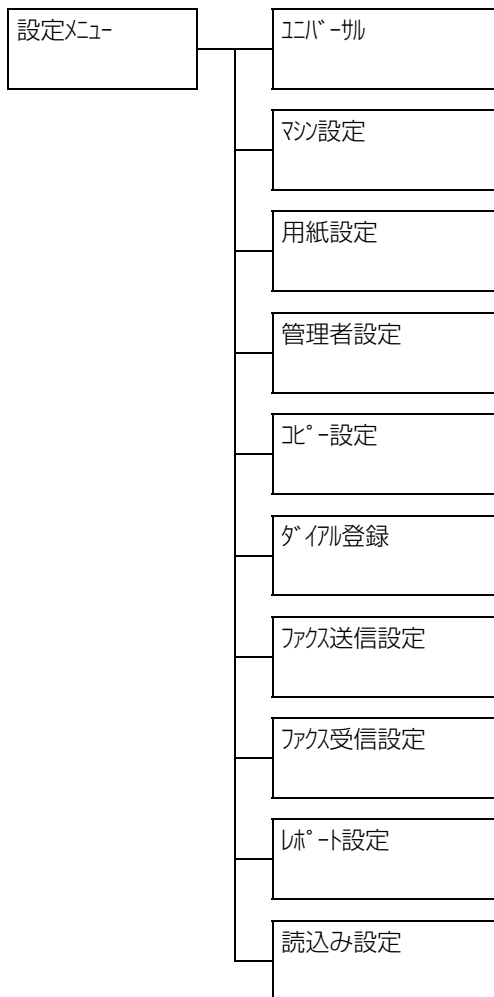 設定ﾒﾆｭｰ
ﾕﾆﾊﾞｰｻﾙ
ﾏｼﾝ設定
用紙設定
管理者設定
ｺﾋﾟｰ設定
ﾀﾞｲｱﾙ登録
ﾌｧｸｽ送信設定
ﾌｧｸｽ受信設定
ﾚﾎﾟｰﾄ設定
読込み設定